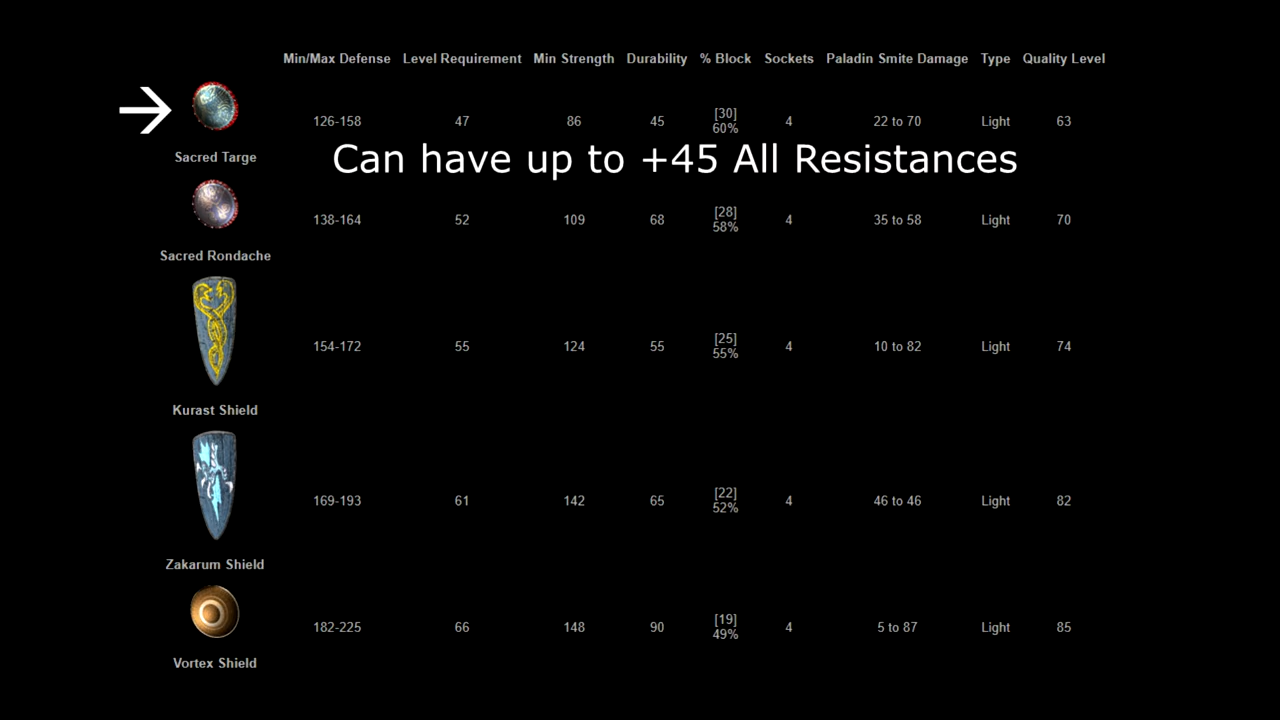 Min/Max Defense Level Requirement Min Strength Durability % Block Sockets Paladin Smite Damage Type Quality Level
[30]
126-158 47 86 45 60% 4 22 to 70 Light 63
Sacred Targe
Can have up to +45 All Resistances
[28]
138-164 52 109 68 58% 4 35 to 58 Light 70
Sacred Rondache
[25]
154-172 55 124 55 55% 4 10 to 82 Light 74
Kurast Shield
[22]
169-193 61 142 65 52% 4 46 to 46 Light 82
Zakarum Shield
[19]
182-225 66 148 90 49% 4 5 to 87 Light 85
Vortex Shield